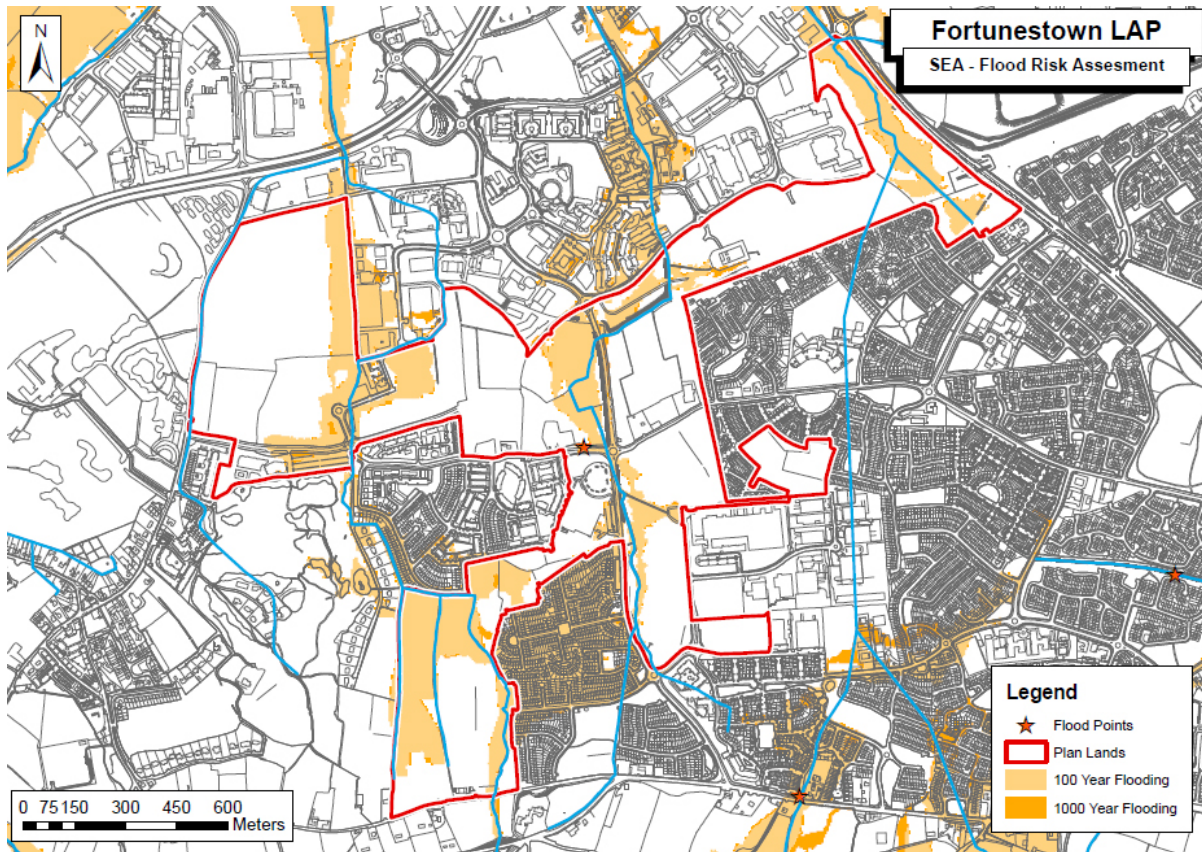 N
Fortunestown LAP
SEA - Flood Risk Assesment
Legend
Flood Points
Plan Lands
100 Year Flooding
1000 Year Flooding
0 75 150 300 450 600
Meters